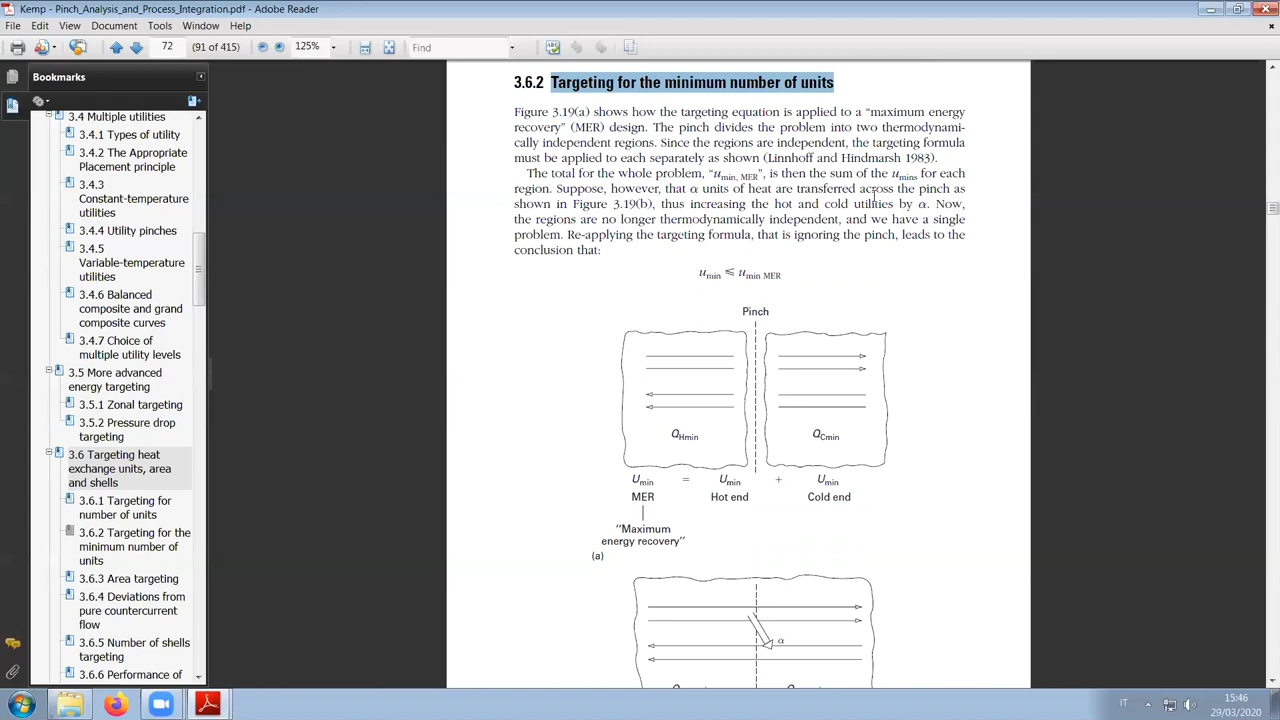 Kemp - Pinch_Analysis_and_Process_Integration.pdf - Adobe Reader
File Edit View Document Tools Window Help
72 (91 of 415) 125% Find
Bookmarks
3.4 Multiple utilities
3.4.1 Types of utility
3.4.2 The Appropriate
Placement principle
3.4.3
Constant-temperature
utilities
3.4.4 Utility pinches
3.4.5
Variable-temperature
utilities
3.4.6 Balanced
composite and grand
composite curves
3.4.7 Choice of
multiple utility levels
3.5 More advanced
energy targeting
3.5.1 Zonal targeting
3.5.2 Pressure drop
targeting
3.6 Targeting heat
exchange units, area
and shells
3.6.1 Targeting for
number of units
3.6.2 Targeting for the
minimum number of
units
3.6.3 Area targeting
3.6.4 Deviations from
pure countercurrent
flow
3.6.5 Number of shells
targeting
3.6.6 Performance of
3.6.2 Targeting for the minimum number of units
Figure 3.19(a) shows how the targeting equation is applied to a “maximum energy
recovery” (MER) design. The pinch divides the problem into two thermodynami-
cally independent regions. Since the regions are independent, the targeting formula
must be applied to each separately as shown (Linnhoff and Hindmarsh 1983).
The total for the whole problem, “umin, MER”, is then the sum of the umins for each
region. Suppose, however, that α units of heat are transferred across the pinch as
shown in Figure 3.19(b), thus increasing the hot and cold utilities by α. Now,
the regions are no longer thermodynamically independent, and we have a single
problem. Re-applying the targeting formula, that is ignoring the pinch, leads to the
conclusion that:
umin ⩽ umin MER
Pinch
QHmin QCmin
Umin = Umin + Umin
MER Hot end Cold end
“Maximum
energy recovery”
(a)
α
IT 15:46
29/03/2020